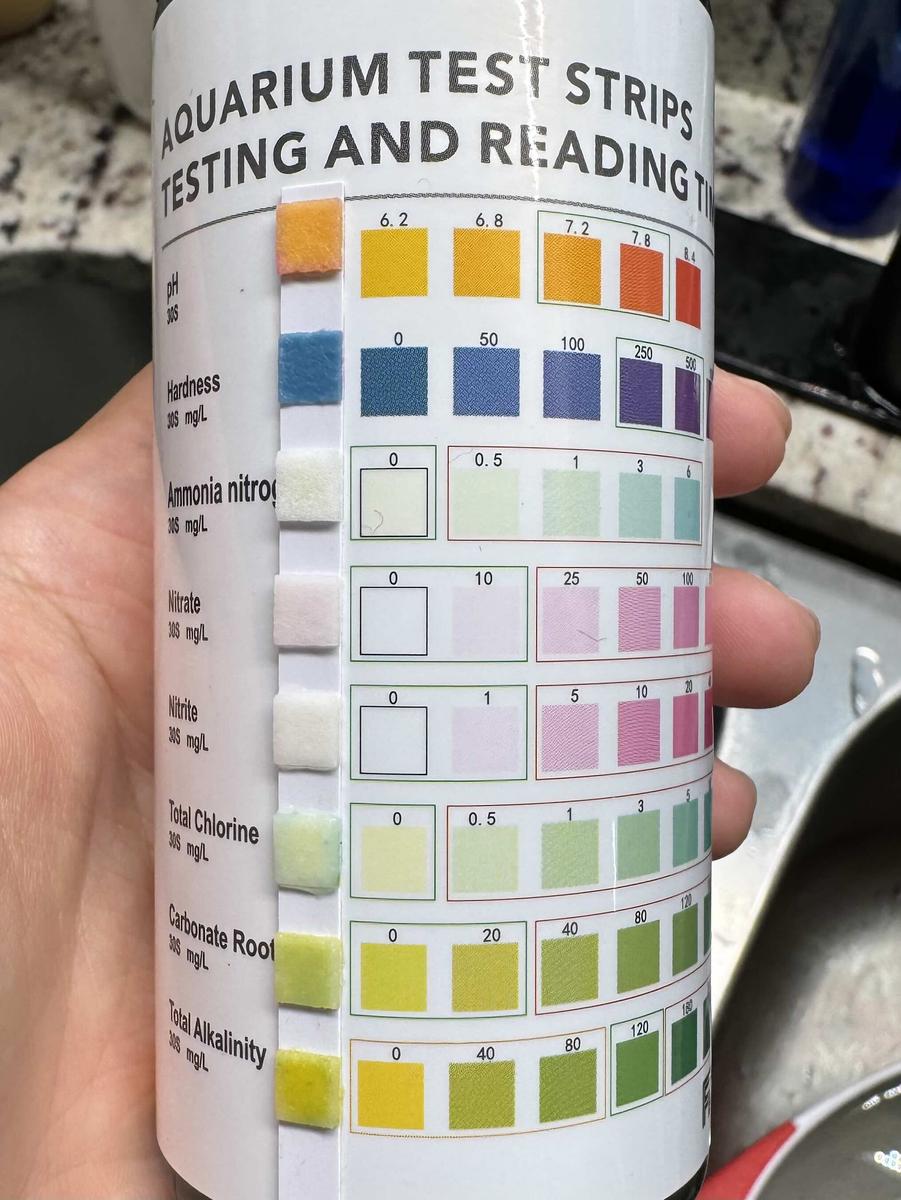 AQUARIUM TEST STRIPS
TESTING AND READING
pH
30S
6.2 6.8 7.2 7.8 8.4
Hardness
30S mg/L
0 50 100 250 500
Ammonia nitrog
30S mg/L
0 0.5 1 3 6
Nitrate
30S mg/L
0 10 25 50 100
Nitrite
30S mg/L
0 1 5 10 20
Total Chlorine
30S mg/L
0 0.5 1 3 5
Carbonate Root
30S mg/L
0 20 40 80 120
Total Alkalinity
30S mg/L
0 40 80 120 180